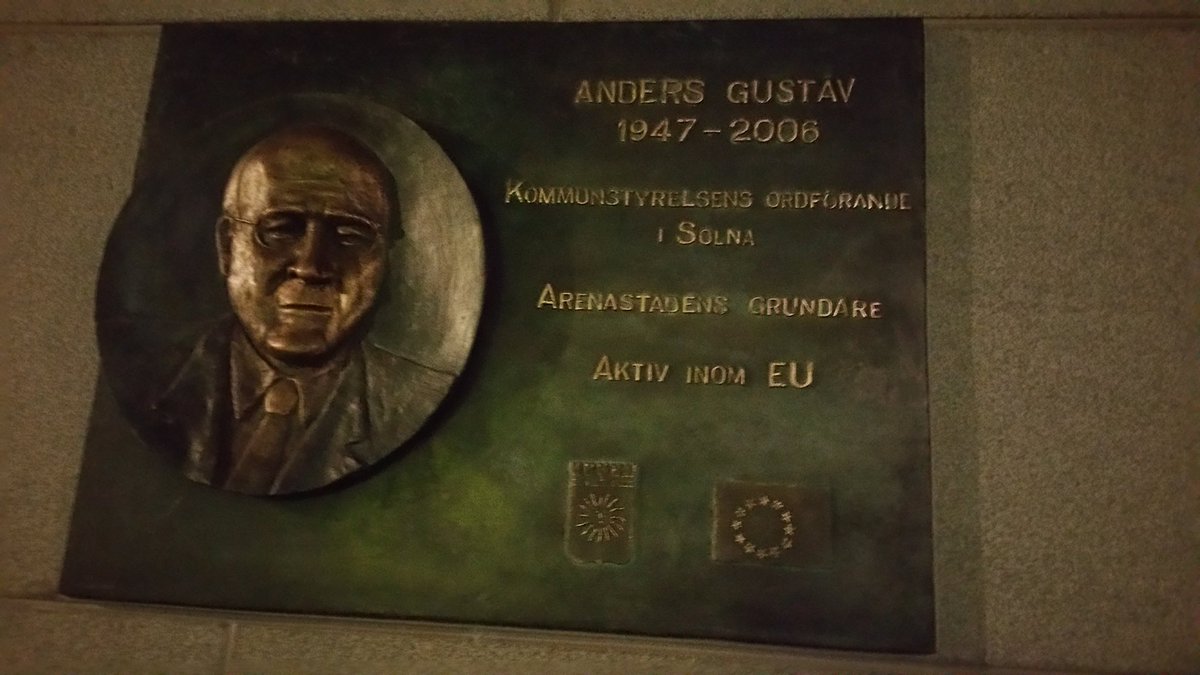 ANDERS GUSTAV
1947-2006
KOMMUNSTYRELSENS ORDFÖRANDE
I SOLNA
ARENASTADENS GRUNDARE
AKTIV INOM EU